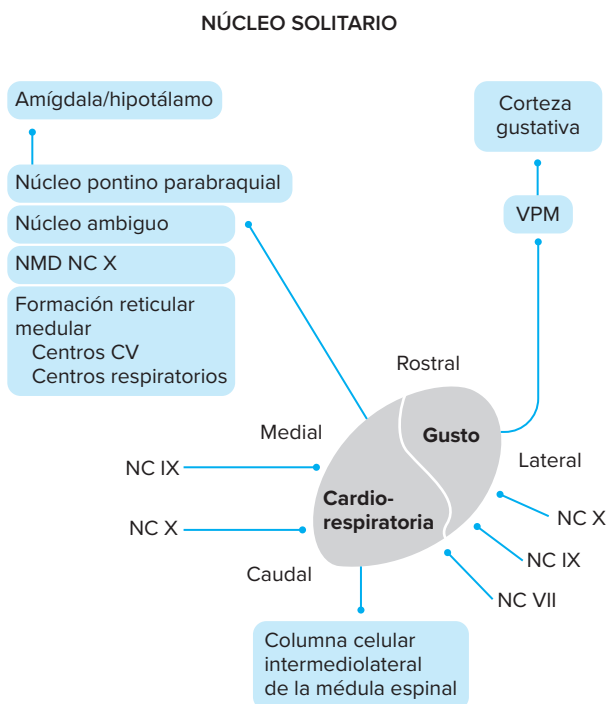 NÚCLEO SOLITARIO
Amígdala/hipotálamo
Núcleo pontino parabraquial
Núcleo ambiguo
NMD NC X
Formación reticular
medular
Centros CV
Centros respiratorios
Corteza
gustativa
VPM
Rostral
Medial
Gusto
Lateral
NC IX
Cardio-
respiratoria
NC X
NC X
NC IX
Caudal
NC VII
Columna celular
intermediolateral
de la médula espinal